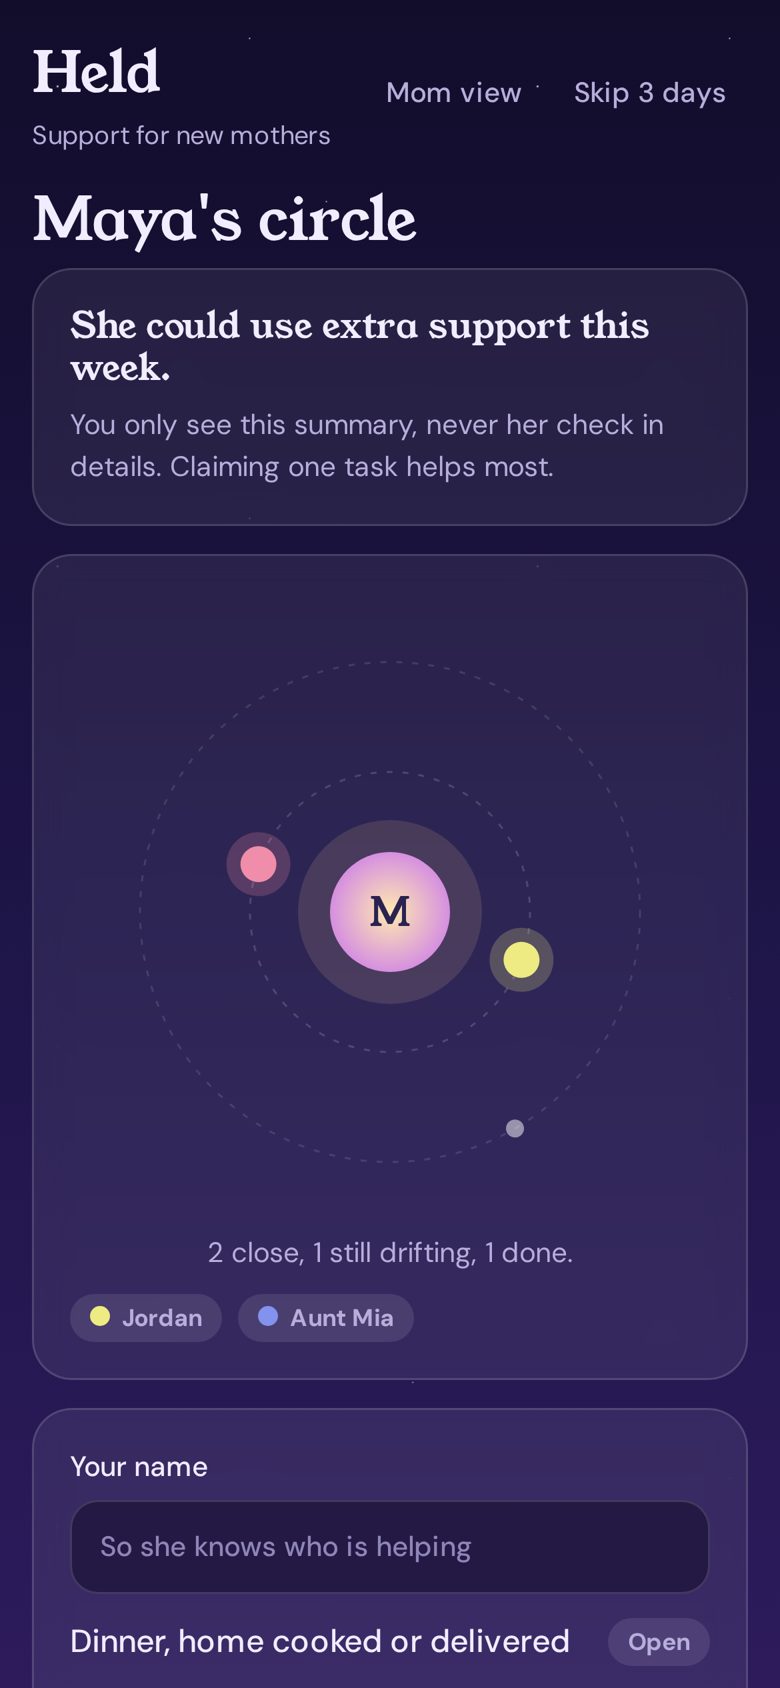 Held
Support for new mothers
Mom view
Skip 3 days
Maya's circle
She could use extra support this
week.
You only see this summary, never her check in
details. Claiming one task helps most.
M
2 close, 1 still drifting, 1 done.
Jordan
Aunt Mia
Your name
So she knows who is helping
Dinner, home cooked or delivered
Open